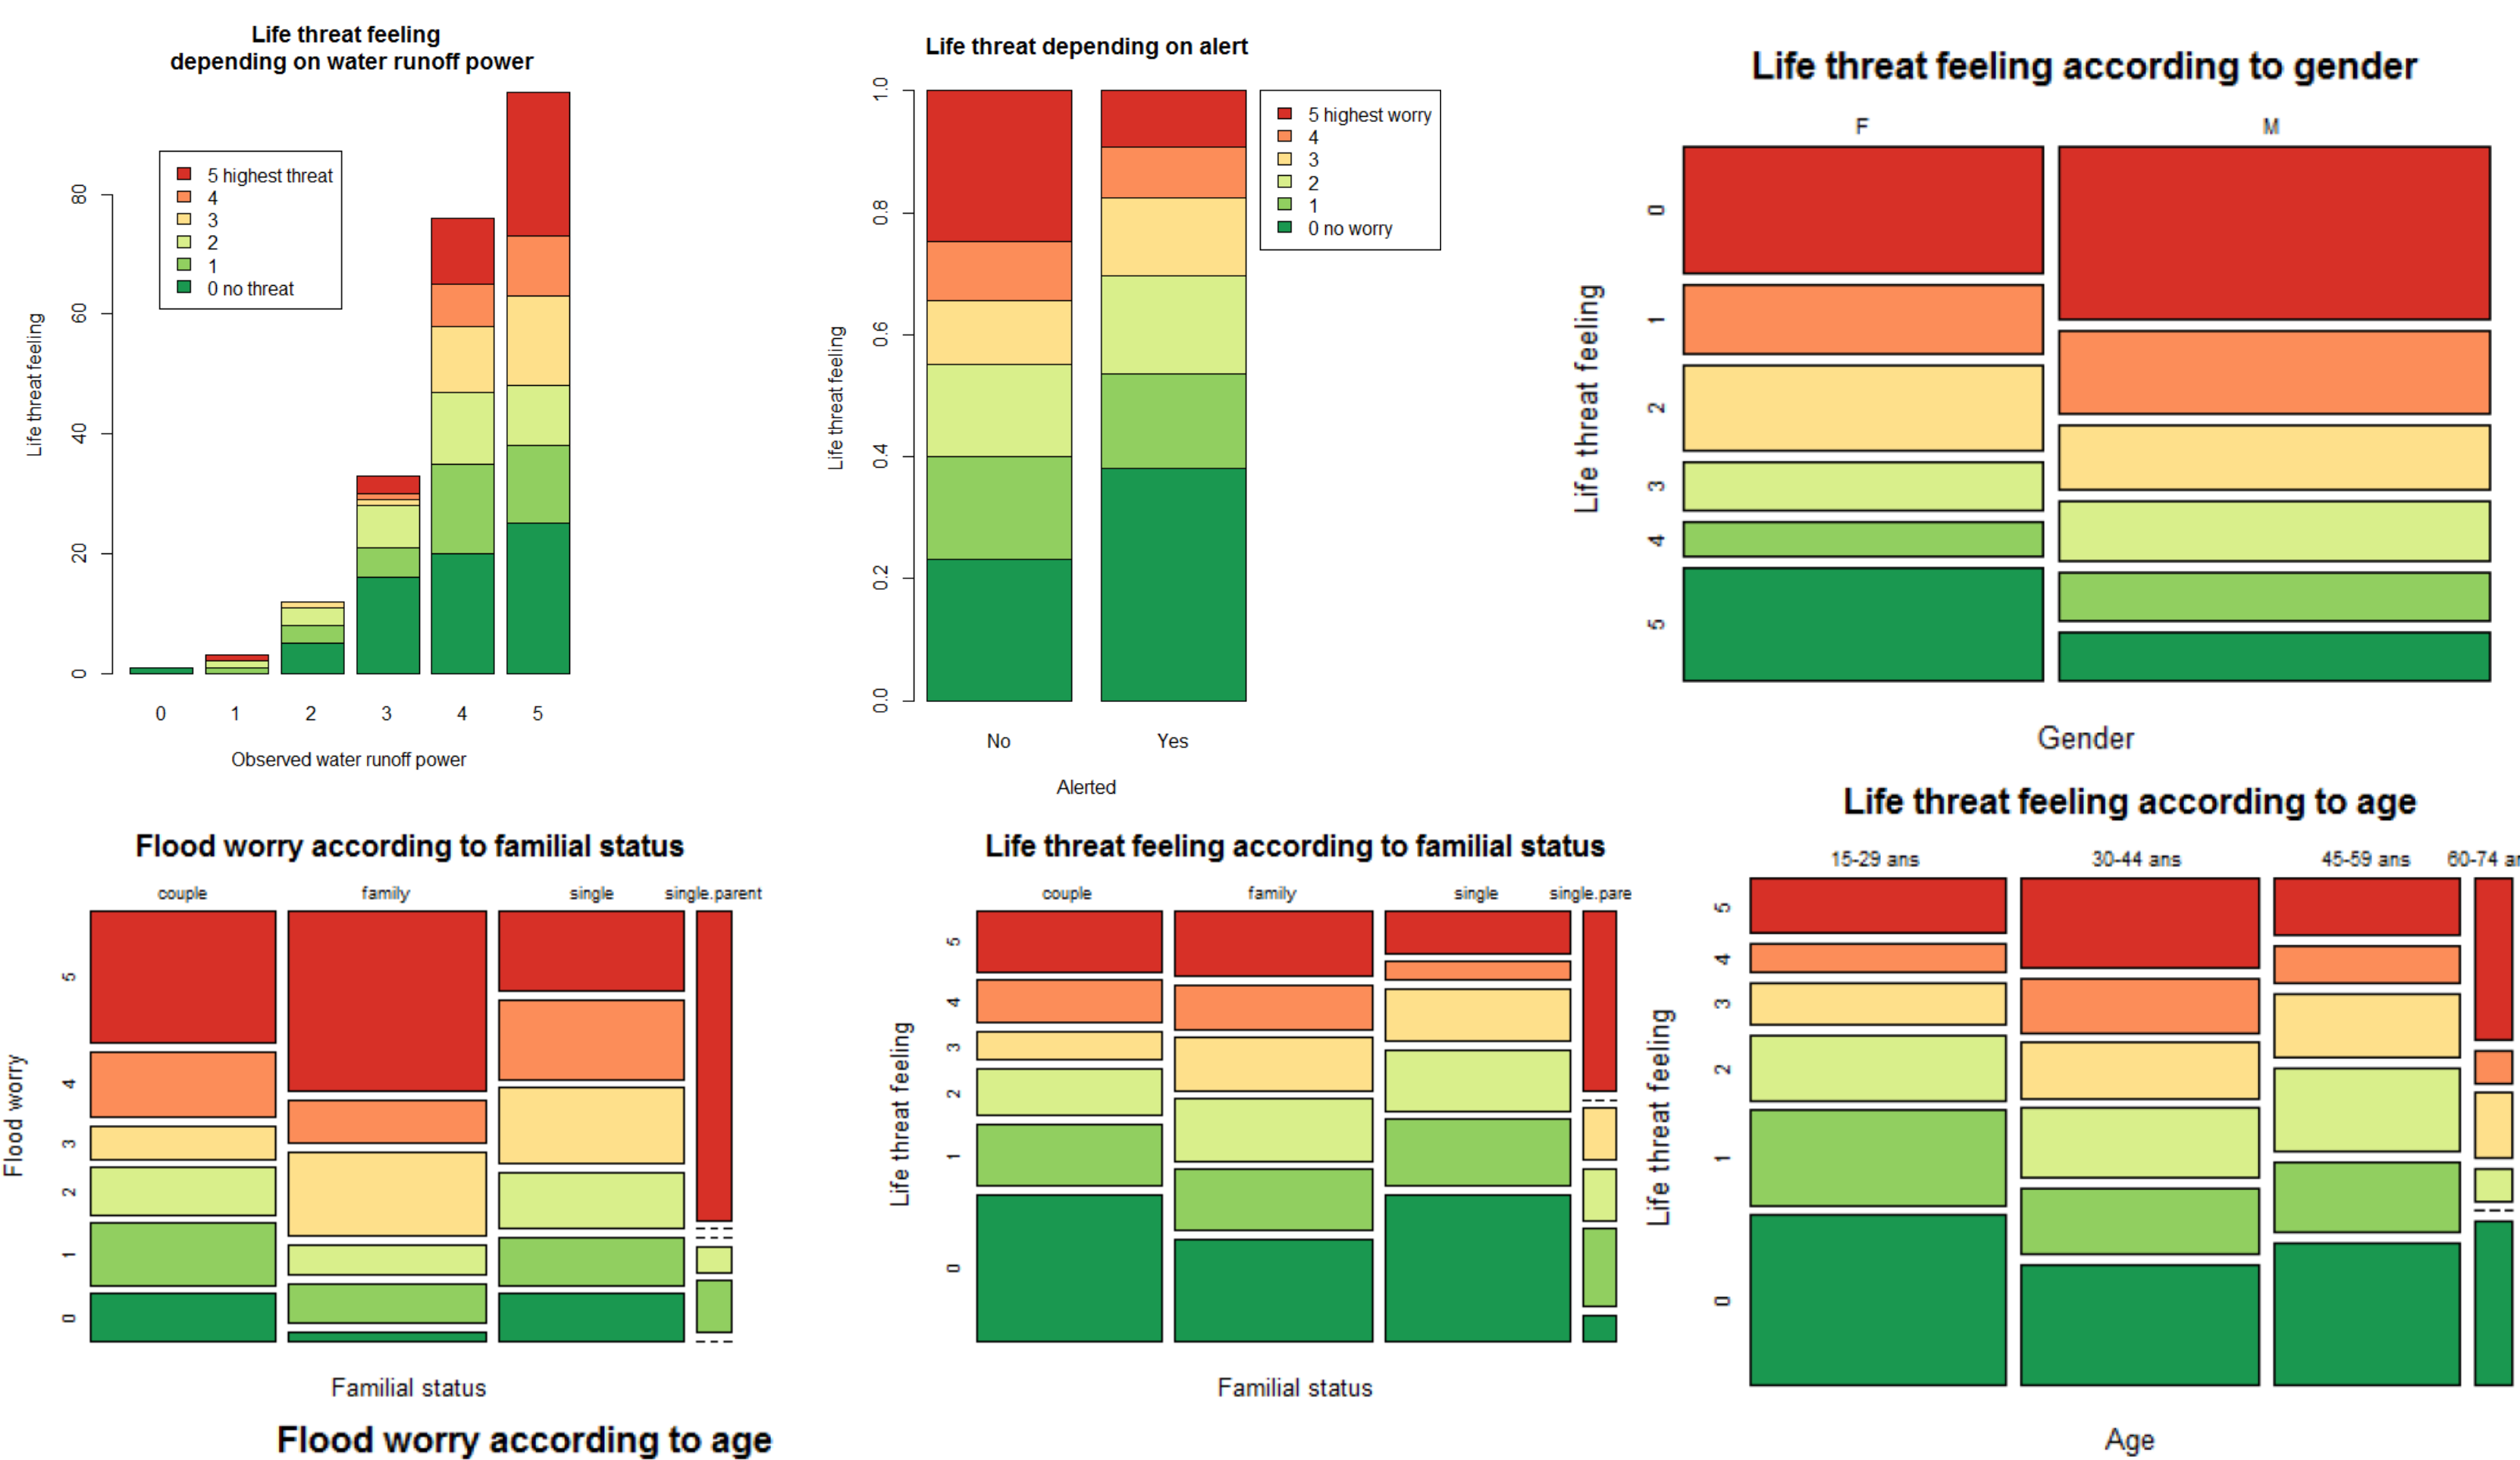 Life threat feeling
depending on water runoff power
5 highest threat
4
3
2
1
0 no threat
Life threat feeling
80
60
40
20
0
0 1 2 3 4 5
Observed water runoff power
Life threat depending on alert
5 highest worry
4
3
2
1
0 no worry
Life threat feeling
1.0
0.8
0.6
0.4
0.2
0.0
No Yes
Alerted
Life threat feeling according to gender
F M
Life threat feeling
0
1
2
3
4
5
Gender
Flood worry according to familial status
couple family single single.parent
Flood worry
5
4
3
2
1
0
Familial status
Life threat feeling according to familial status
couple family single single.pare
Life threat feeling
5
4
3
2
1
0
Familial status
Life threat feeling according to age
15-29 ans 30-44 ans 45-59 ans 60-74 an
Life threat feeling
5
4
3
2
1
0
Age
Flood worry according to age